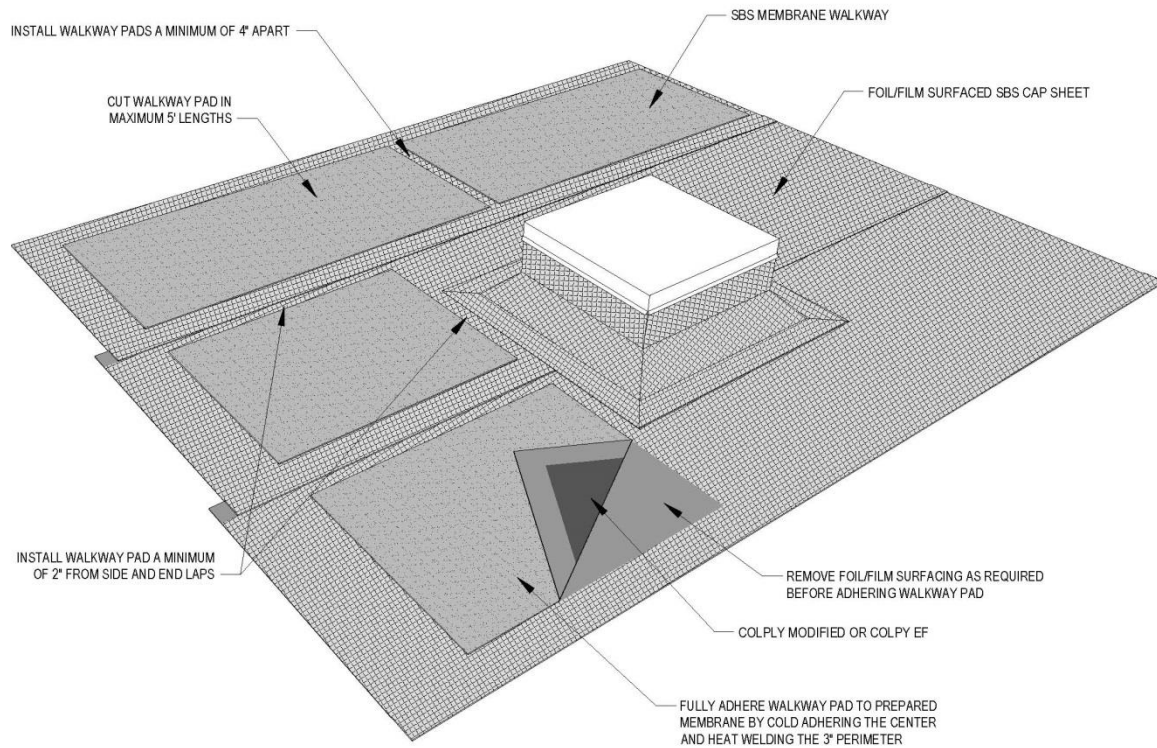 INSTALL WALKWAY PADS A MINIMUM OF 4" APART
SBS MEMBRANE WALKWAY
CUT WALKWAY PAD IN
MAXIMUM 5' LENGTHS
FOIL/FILM SURFACED SBS CAP SHEET
INSTALL WALKWAY PAD A MINIMUM
OF 2" FROM SIDE AND END LAPS
REMOVE FOIL/FILM SURFACING AS REQUIRED
BEFORE ADHERING WALKWAY PAD
COLPLY MODIFIED OR COLPY EF
FULLY ADHERE WALKWAY PAD TO PREPARED
MEMBRANE BY COLD ADHERING THE CENTER
AND HEAT WELDING THE 3" PERIMETER